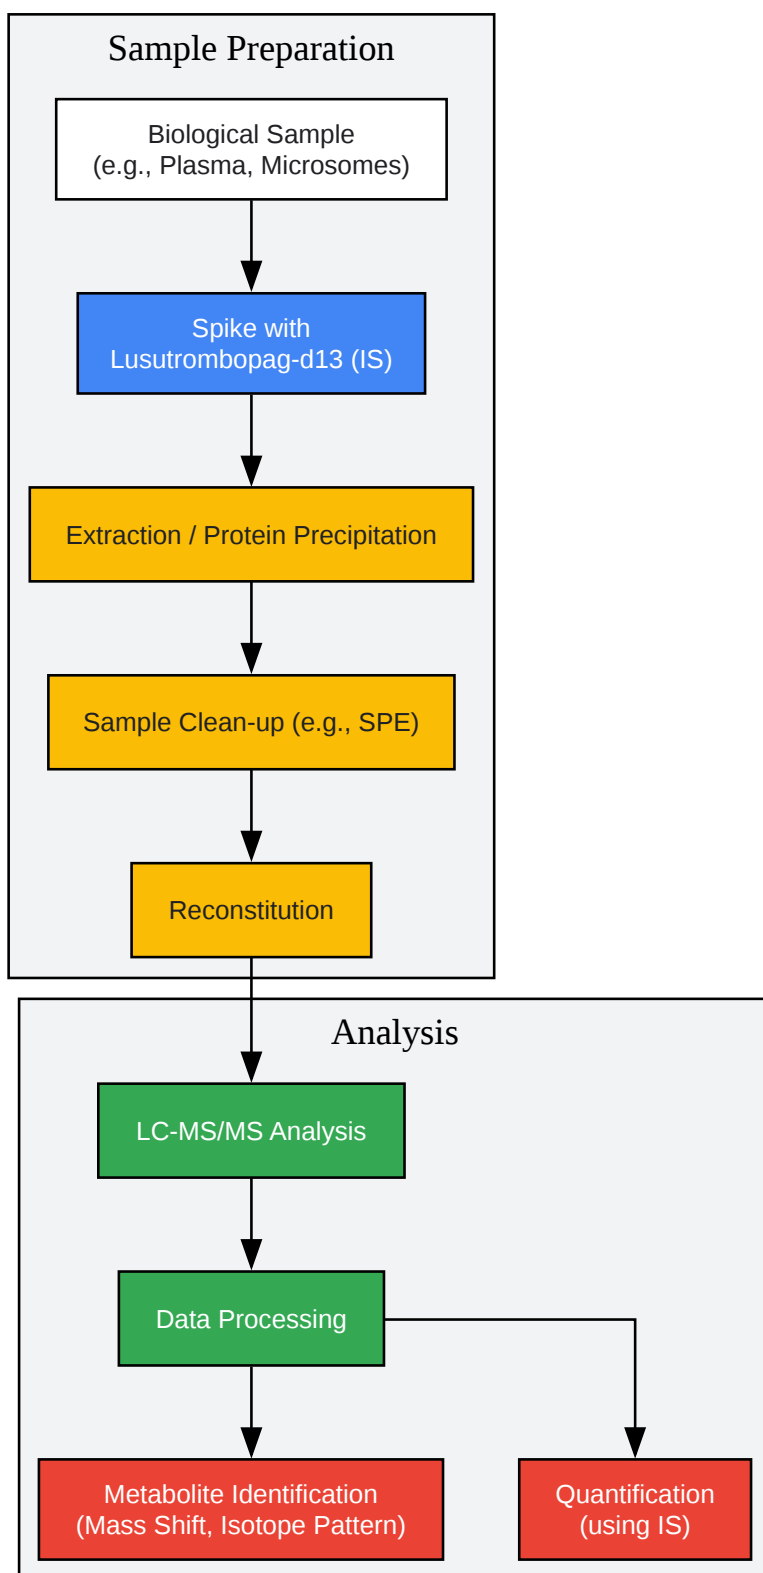 Sample Preparation
Biological Sample
(e.g., Plasma, Microsomes)
Spike with
Lusutrombopag-d13 (IS)
Extraction / Protein Precipitation
Sample Clean-up (e.g., SPE)
Reconstitution
Analysis
LC-MS/MS Analysis
Data Processing
Metabolite Identification
(Mass Shift, Isotope Pattern)
Quantification
(using IS)